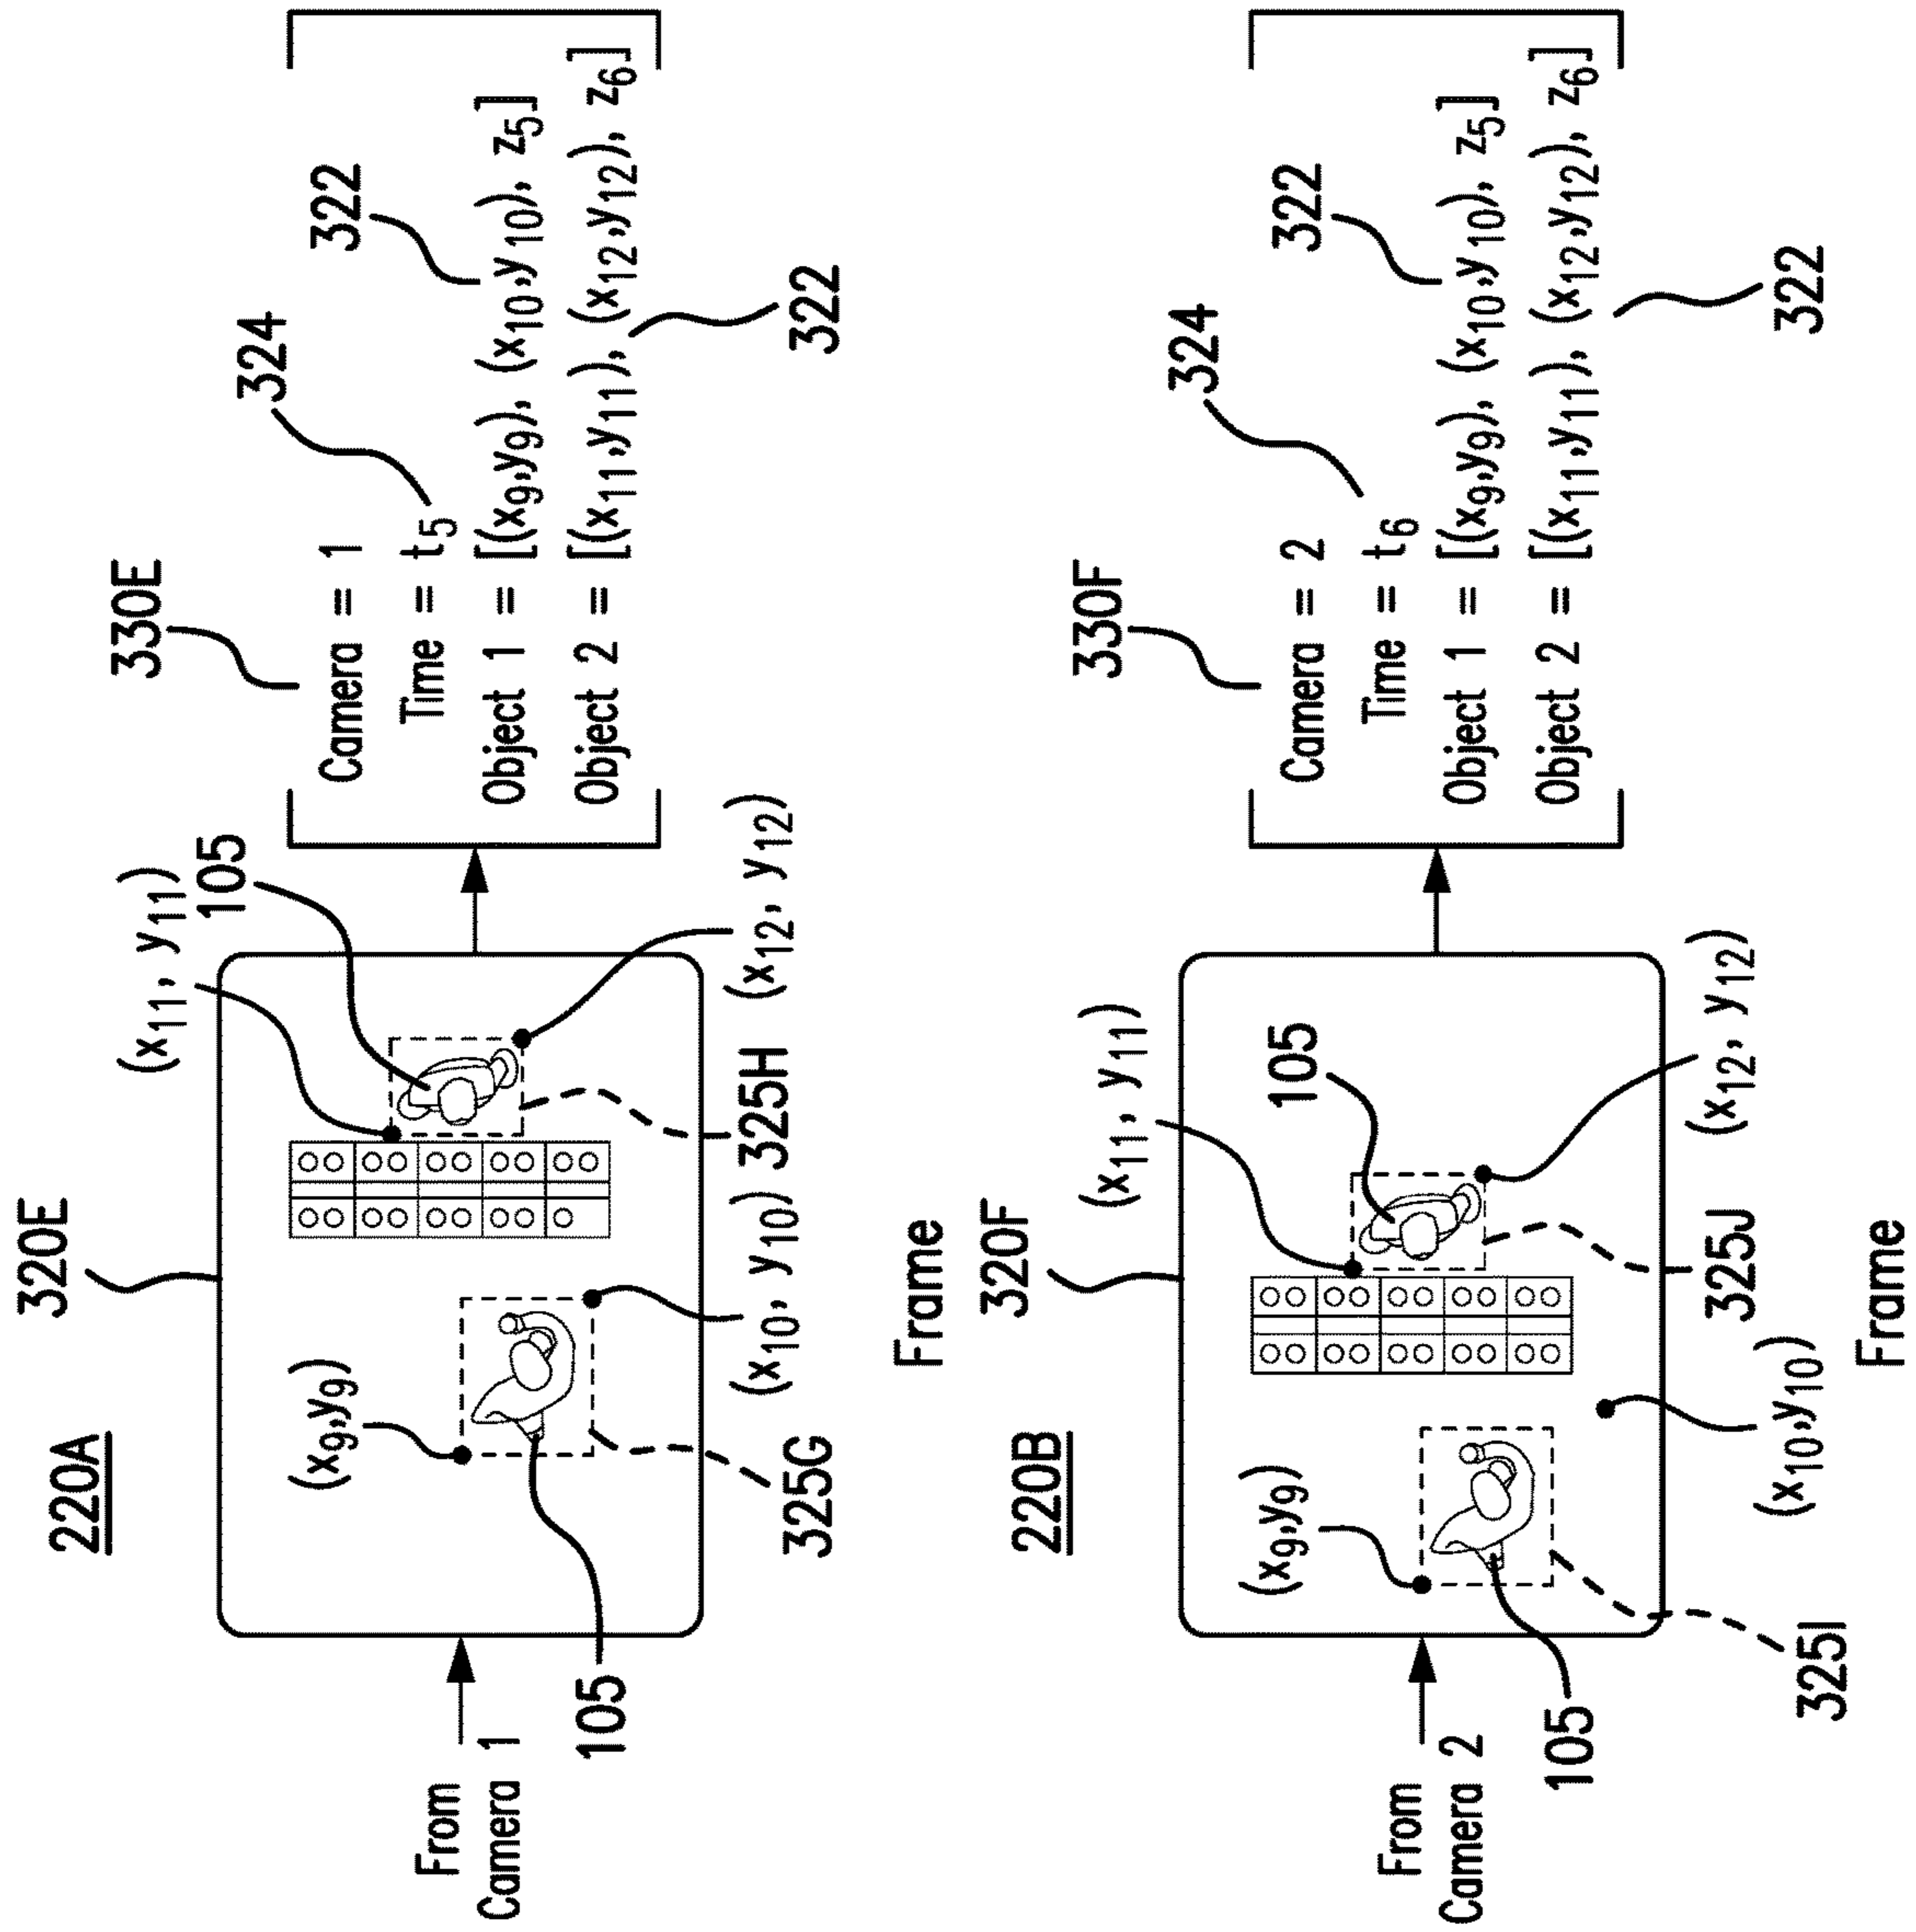 220A
320E
(x11, y11)
105
330E
324
322
(x9,y9)
From
Camera 1
105
325G
(x10, y10)
325H
(x12, y12)
Camera = 1
Time = t5
Object 1 = [(x9,y9), (x10,y10), z5]
Object 2 = [(x11,y11), (x12,y12), z6]
322
Frame
220B
320F
(x11, y11)
105
330F
324
322
(x9,y9)
From
Camera 2
105
325I
(x10,y10)
325J
(x12, y12)
Camera = 2
Time = t6
Object 1 = [(x9,y9), (x10,y10), z5]
Object 2 = [(x11,y11), (x12,y12), z6]
322
Frame